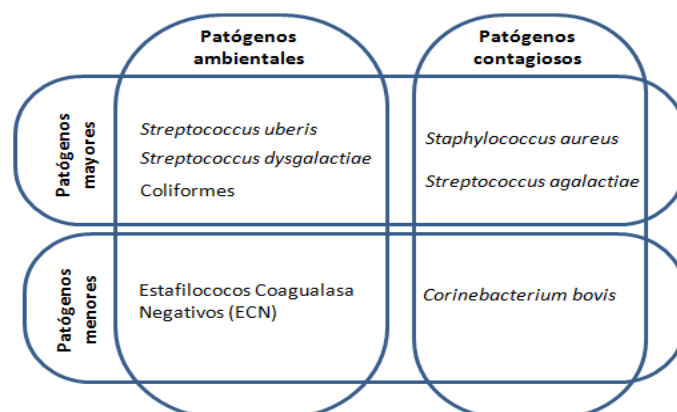 Patógenos
ambientales
Patógenos
contagiosos
Patógenos
mayores
Streptococcus uberis
Streptococcus dysgalactiae
Coliformes
Staphylococcus aureus
Streptococcus agalactiae
Patógenos
menores
Estafilococos Coagualasa
Negativos (ECN)
Corinebacterium bovis